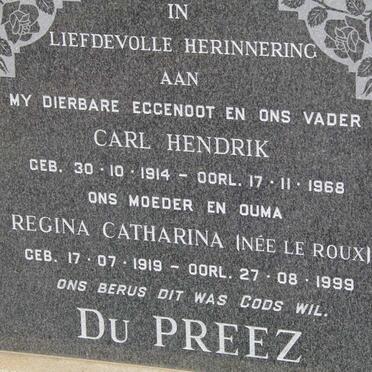 IN
LIEFDEVOLLE HERINNERING
AAN
MY DIERBARE EGGENOOT EN ONS VADER
CARL HENDRIK
GEB. 30 · 10 · 1914 – OORL. 17 · 11 · 1968
ONS MOEDER EN OUMA
REGINA CATHARINA (NÉE LE ROUX)
GEB. 17 · 07 · 1919 – OORL. 27 · 08 · 1999
ONS BERUS DIT WAS GODS WIL.
DU PREEZ